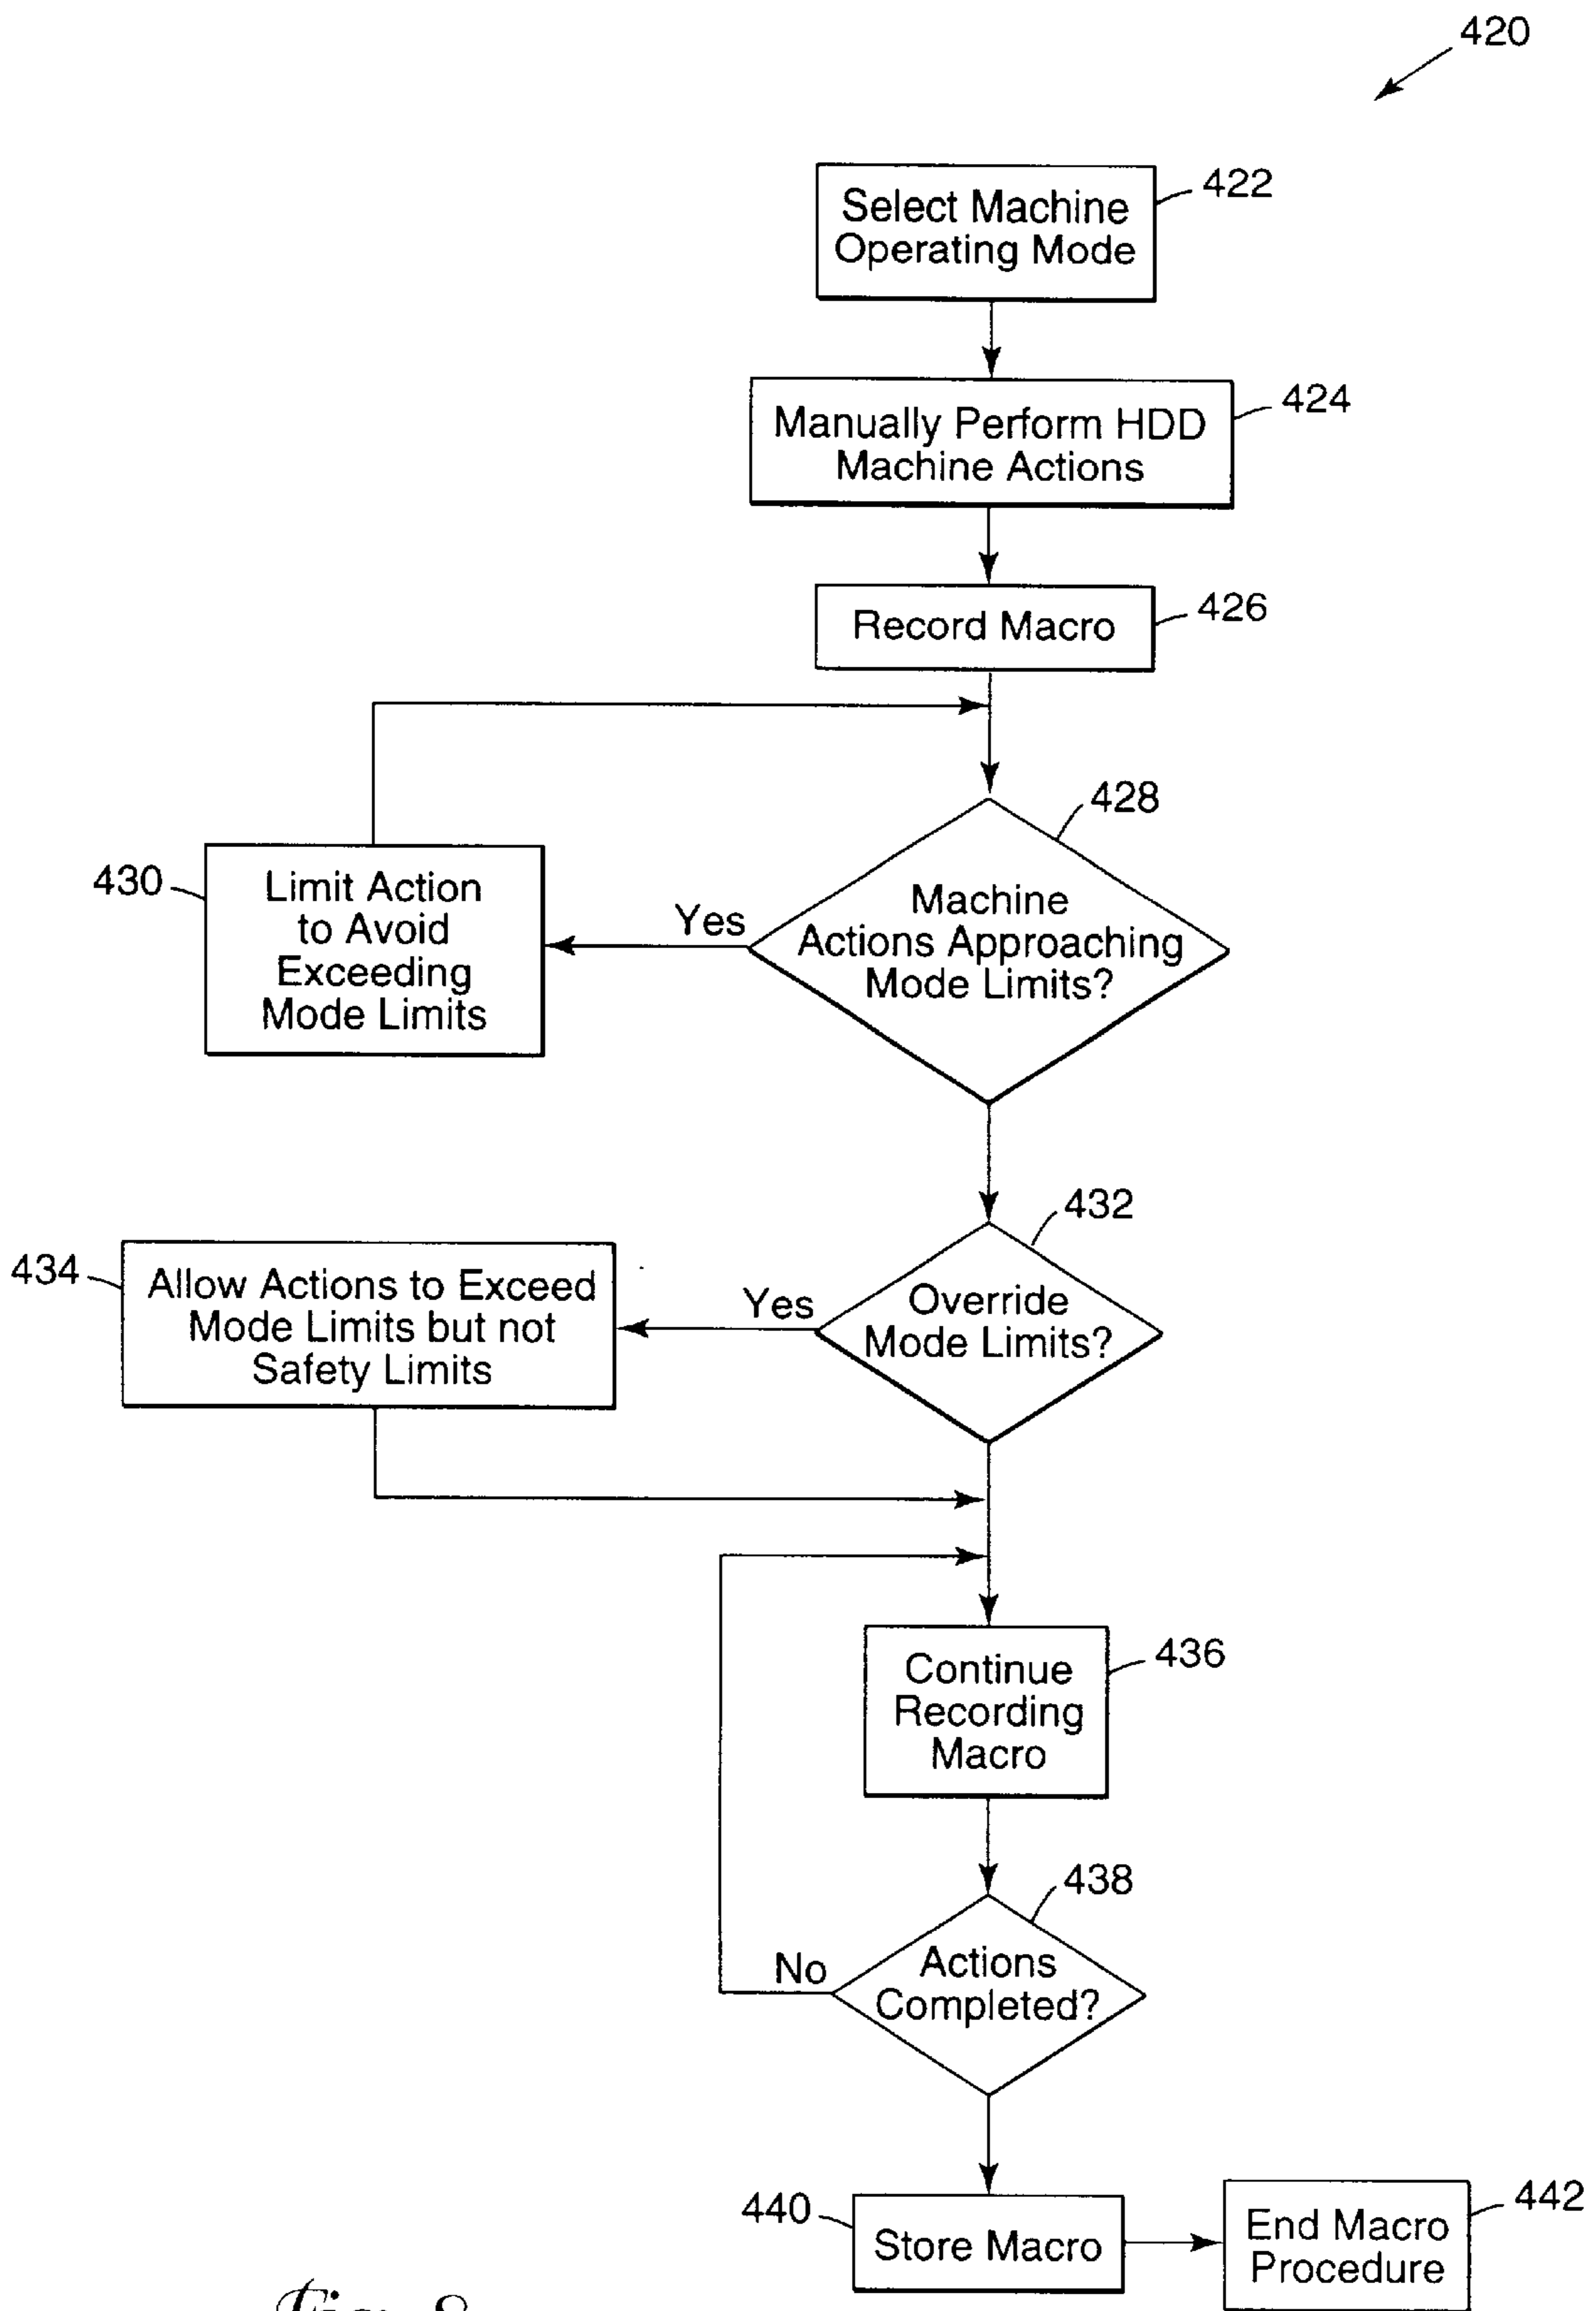 420
Select Machine
Operating Mode
422
Manually Perform HDD
Machine Actions
424
Record Macro
426
428
Machine
Actions Approaching
Mode Limits?
Yes
430
Limit Action
to Avoid
Exceeding
Mode Limits
432
Override
Mode Limits?
Yes
434
Allow Actions to Exceed
Mode Limits but not
Safety Limits
436
Continue
Recording
Macro
438
Actions
Completed?
No
440
Store Macro
442
End Macro
Procedure